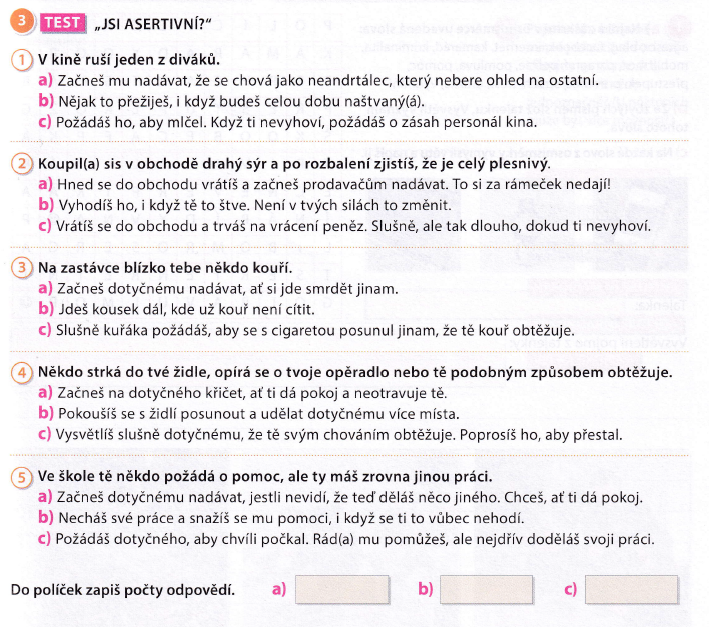 3 TEST „JSI ASERTIVNÍ?“
1 V kině ruší jeden z diváků.
a) Začneš mu nadávat, že se chová jako neandrtálec, který nebere ohled na ostatní.
b) Nějak to přežiješ, i když budeš celou dobu naštvaný(á).
c) Požádáš ho, aby mlčel. Když ti nevyhoví, požádáš o zásah personál kina.
2 Koupil(a) sis v obchodě drahý sýr a po rozbalení zjistíš, že je celý plesnivý.
a) Hned se do obchodu vrátíš a začneš prodavačům nadávat. To si za rámeček nedají!
b) Vyhodíš ho, i když tě to štve. Není v tvých silách to změnit.
c) Vrátíš se do obchodu a trváš na vrácení peněz. Slušně, ale tak dlouho, dokud ti nevyhoví.
3 Na zastávce blízko tebe někdo kouří.
a) Začneš dotyčnému nadávat, ať si jde smrdět jinam.
b) Jdeš kousek dál, kde už kouř není cítit.
c) Slušně kuřáka požádáš, aby se s cigaretou posunul jinam, že tě kouř obtěžuje.
4 Někdo strká do tvé židle, opírá se o tvoje opěradlo nebo tě podobným způsobem obtěžuje.
a) Začneš na dotyčného křičet, ať ti dá pokoj a neotravuje tě.
b) Pokoušíš se s židlí posunout a udělat dotyčnému více místa.
c) Vysvětlíš slušně dotyčnému, že tě svým chováním obtěžuje. Poprosíš ho, aby přestal.
5 Ve škole tě někdo požádá o pomoc, ale ty máš zrovna jinou práci.
a) Začneš dotyčnému nadávat, jestli nevidí, že teď děláš něco jiného. Chceš, ať ti dá pokoj.
b) Necháš své práce a snažíš se mu pomoci, i když se ti to vůbec nehodí.
c) Požádáš dotyčného, aby chvíli počkal. Rád(a) mu pomůžeš, ale nejdřív doděláš svoji práci.
Do políček zapiš počty odpovědí. a) b) c)